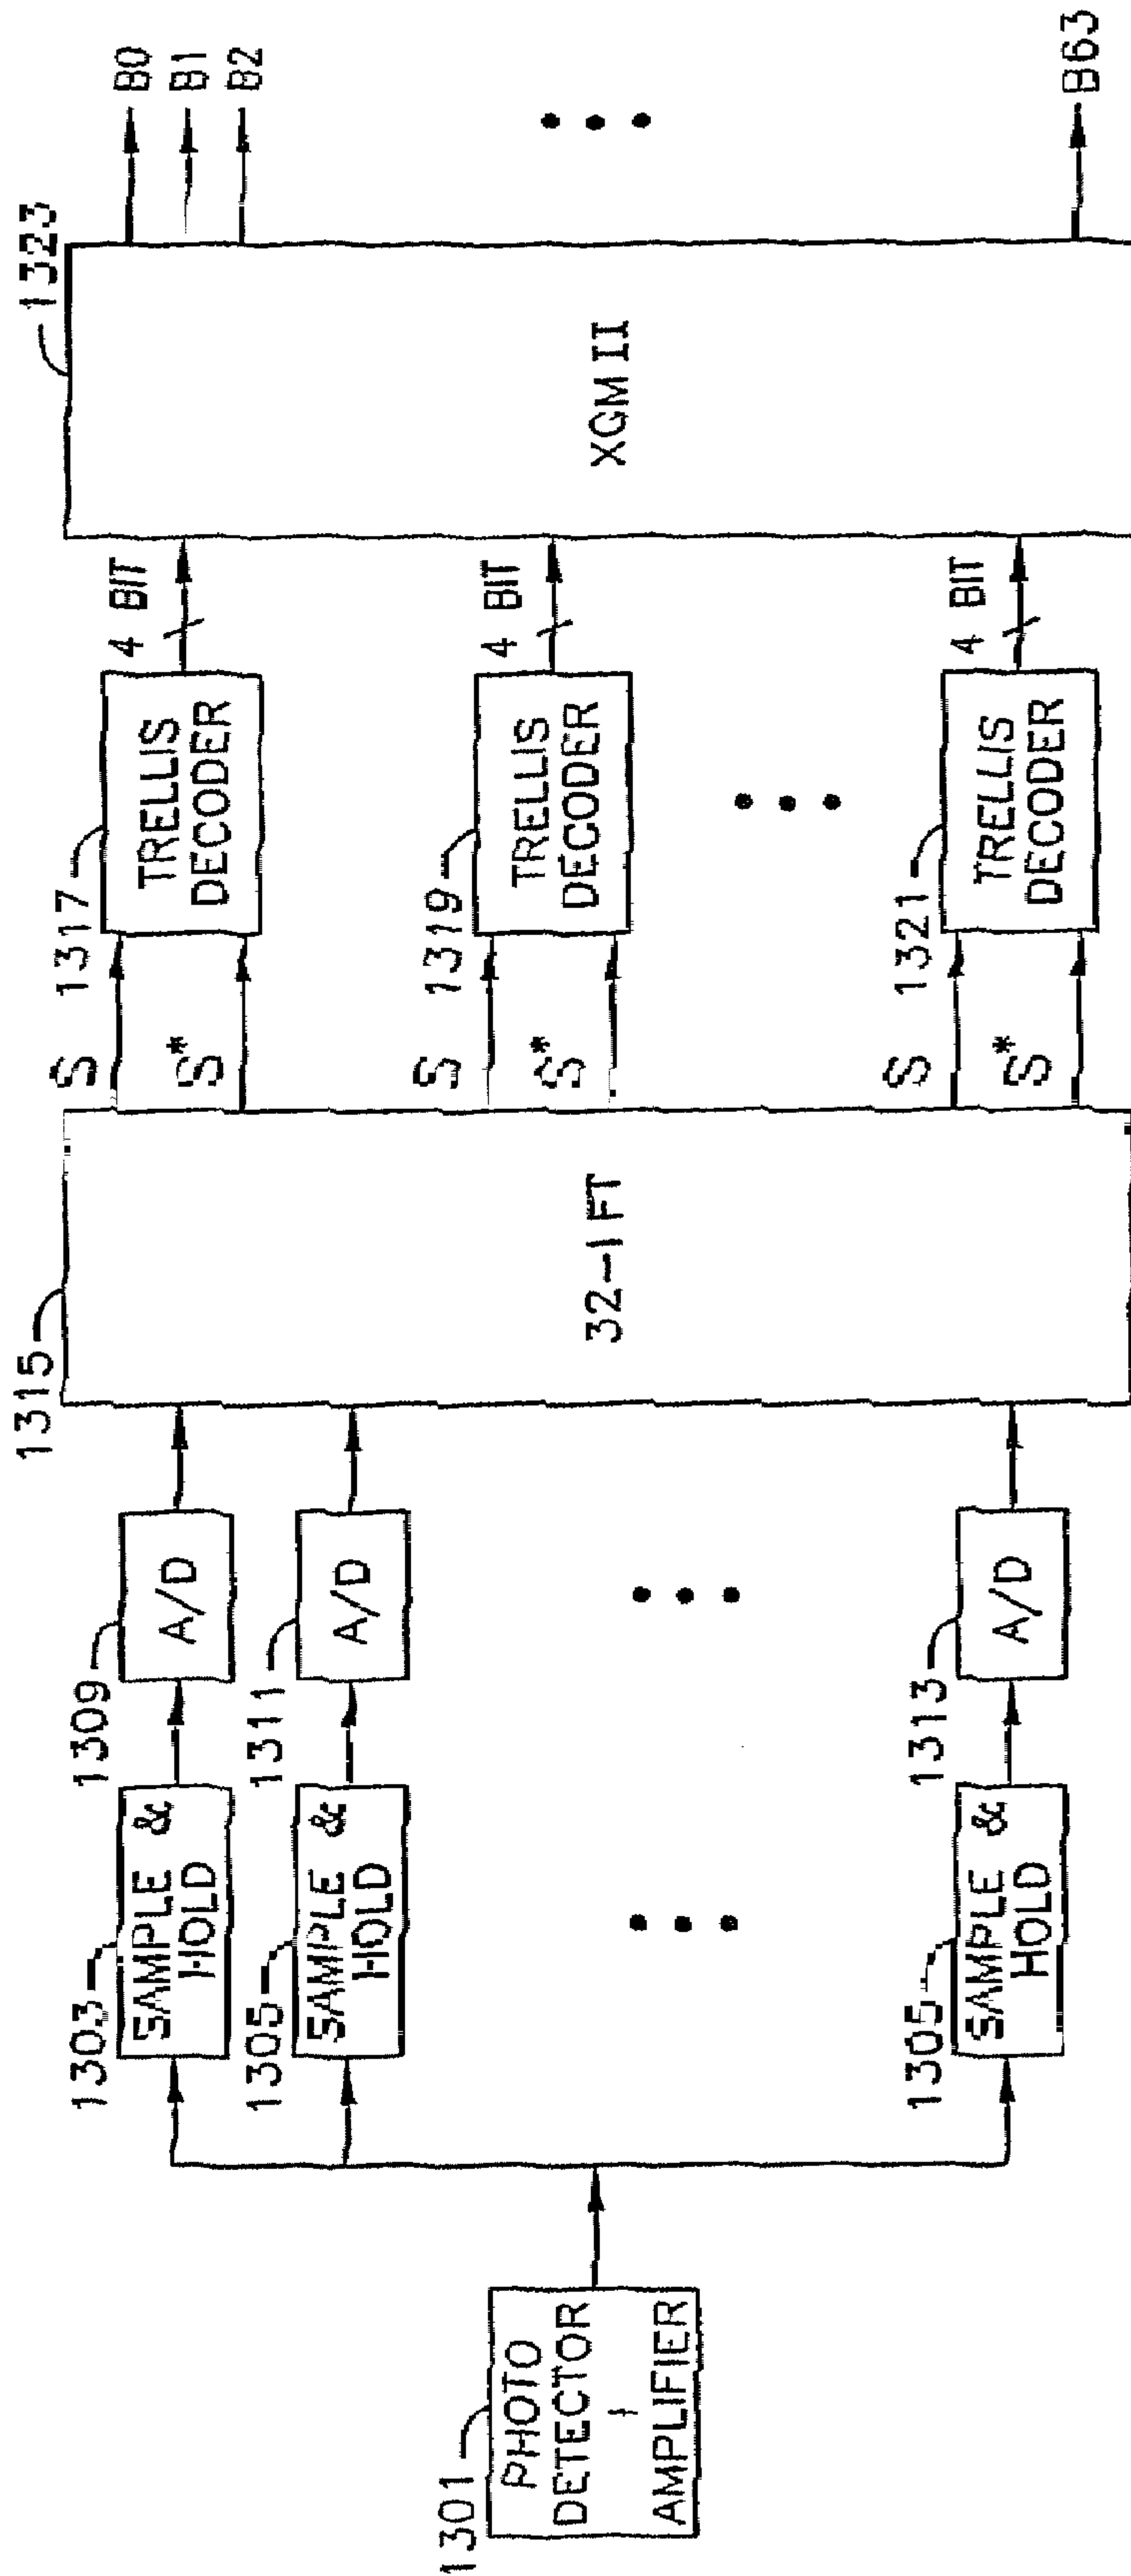 1301
PHOTO
DETECTOR
+
AMPLIFIER
1303
SAMPLE &
HOLD
1305
SAMPLE &
HOLD
1305
SAMPLE &
HOLD
1309
A/D
1311
A/D
1313
A/D
1315
32-IFT
S
S*
S
S*
S
S*
1317
TRELLIS
DECODER
1319
TRELLIS
DECODER
1321
TRELLIS
DECODER
4 BIT
4 BIT
4 BIT
1323
XGMII
B0
B1
B2
B63